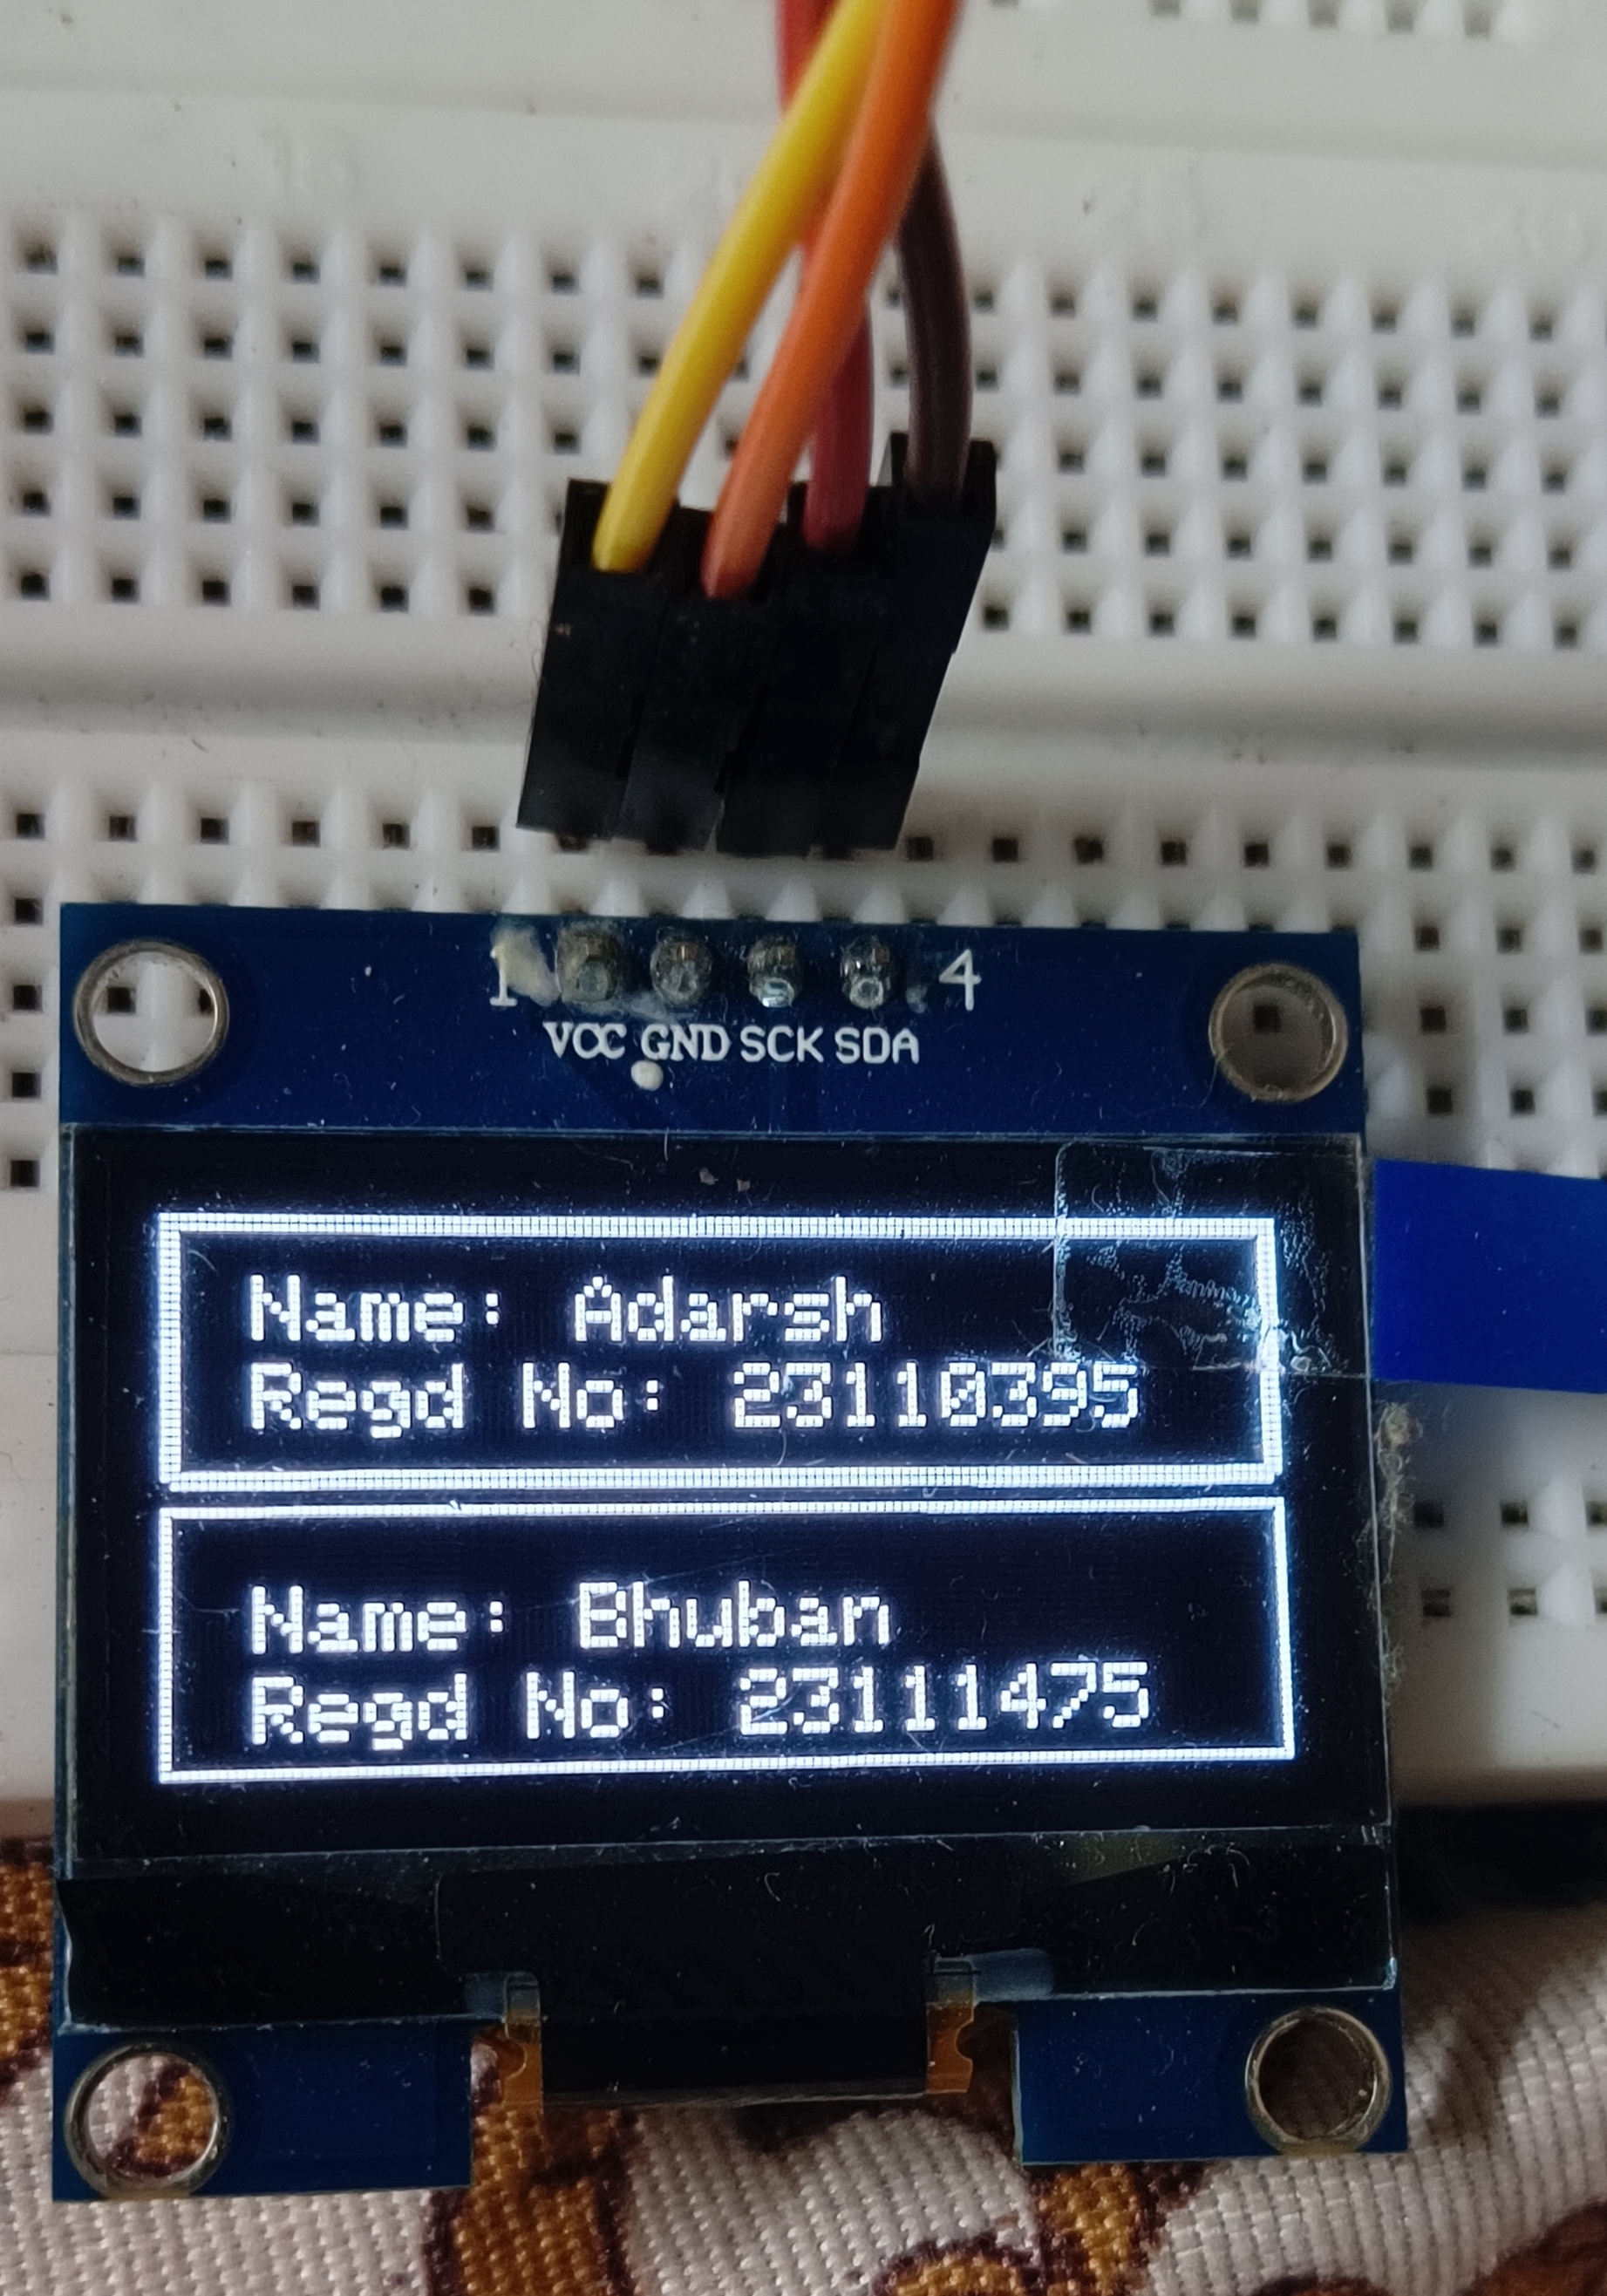 1 4
VCC GND SCK SDA
Name: Adarsh
Regd No: 23110395
Name: Bhuban
Regd No: 23111475